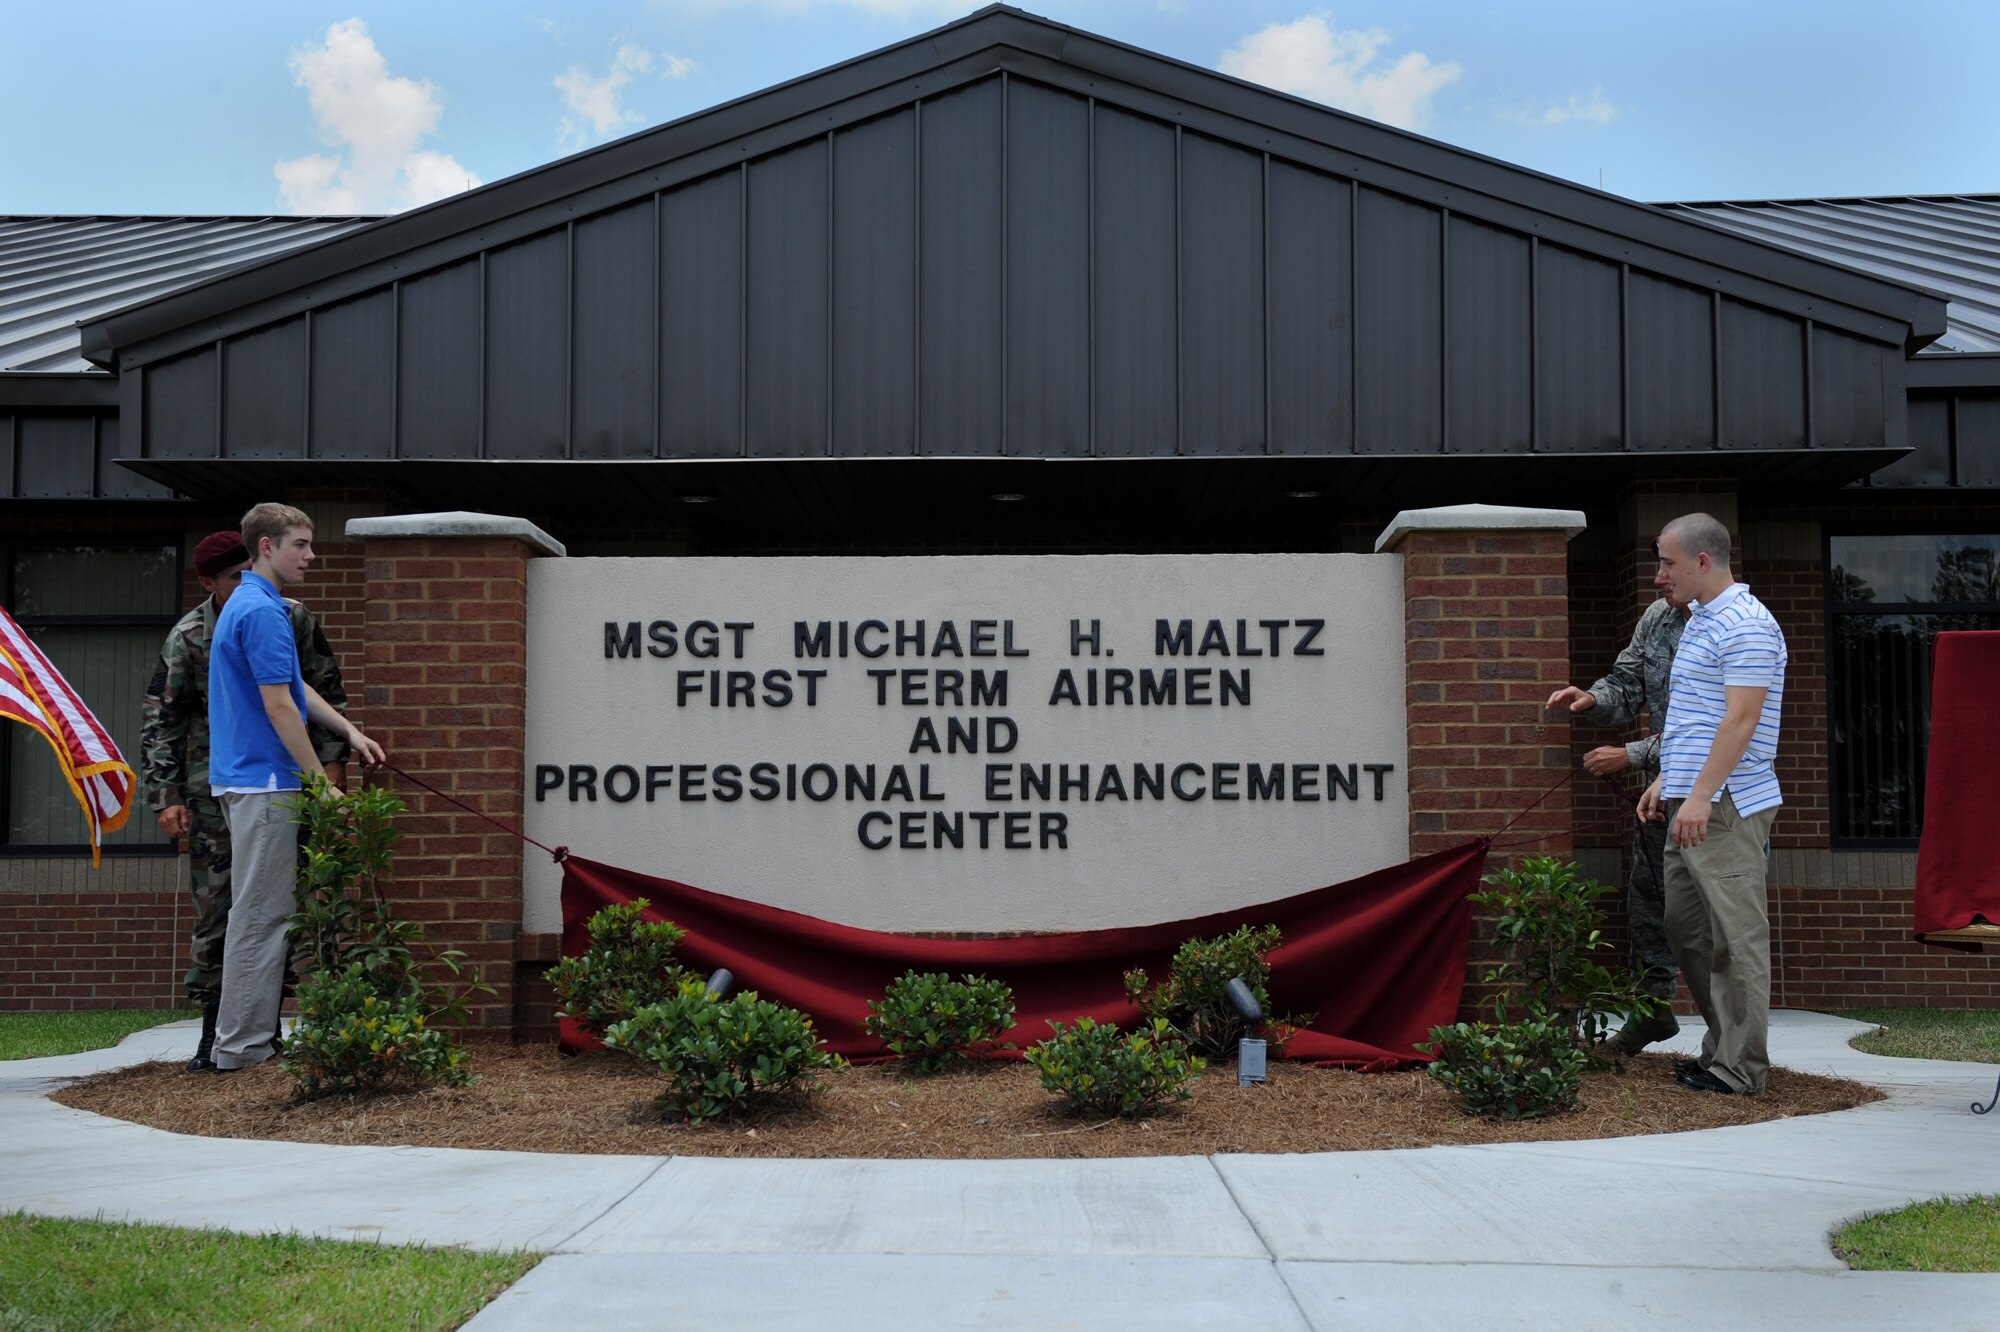 MSGT MICHAEL H. MALTZ
FIRST TERM AIRMEN
AND
PROFESSIONAL ENHANCEMENT
CENTER